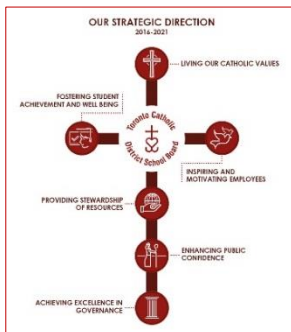 OUR STRATEGIC DIRECTION
2016-2021
LIVING OUR CATHOLIC VALUES
FOSTERING STUDENT
ACHIEVEMENT AND WELL BEING
Toronto Catholic
District School Board
INSPIRING AND
MOTIVATING EMPLOYEES
PROVIDING STEWARDSHIP
OF RESOURCES
ENHANCING PUBLIC
CONFIDENCE
ACHIEVING EXCELLENCE IN
GOVERNANCE